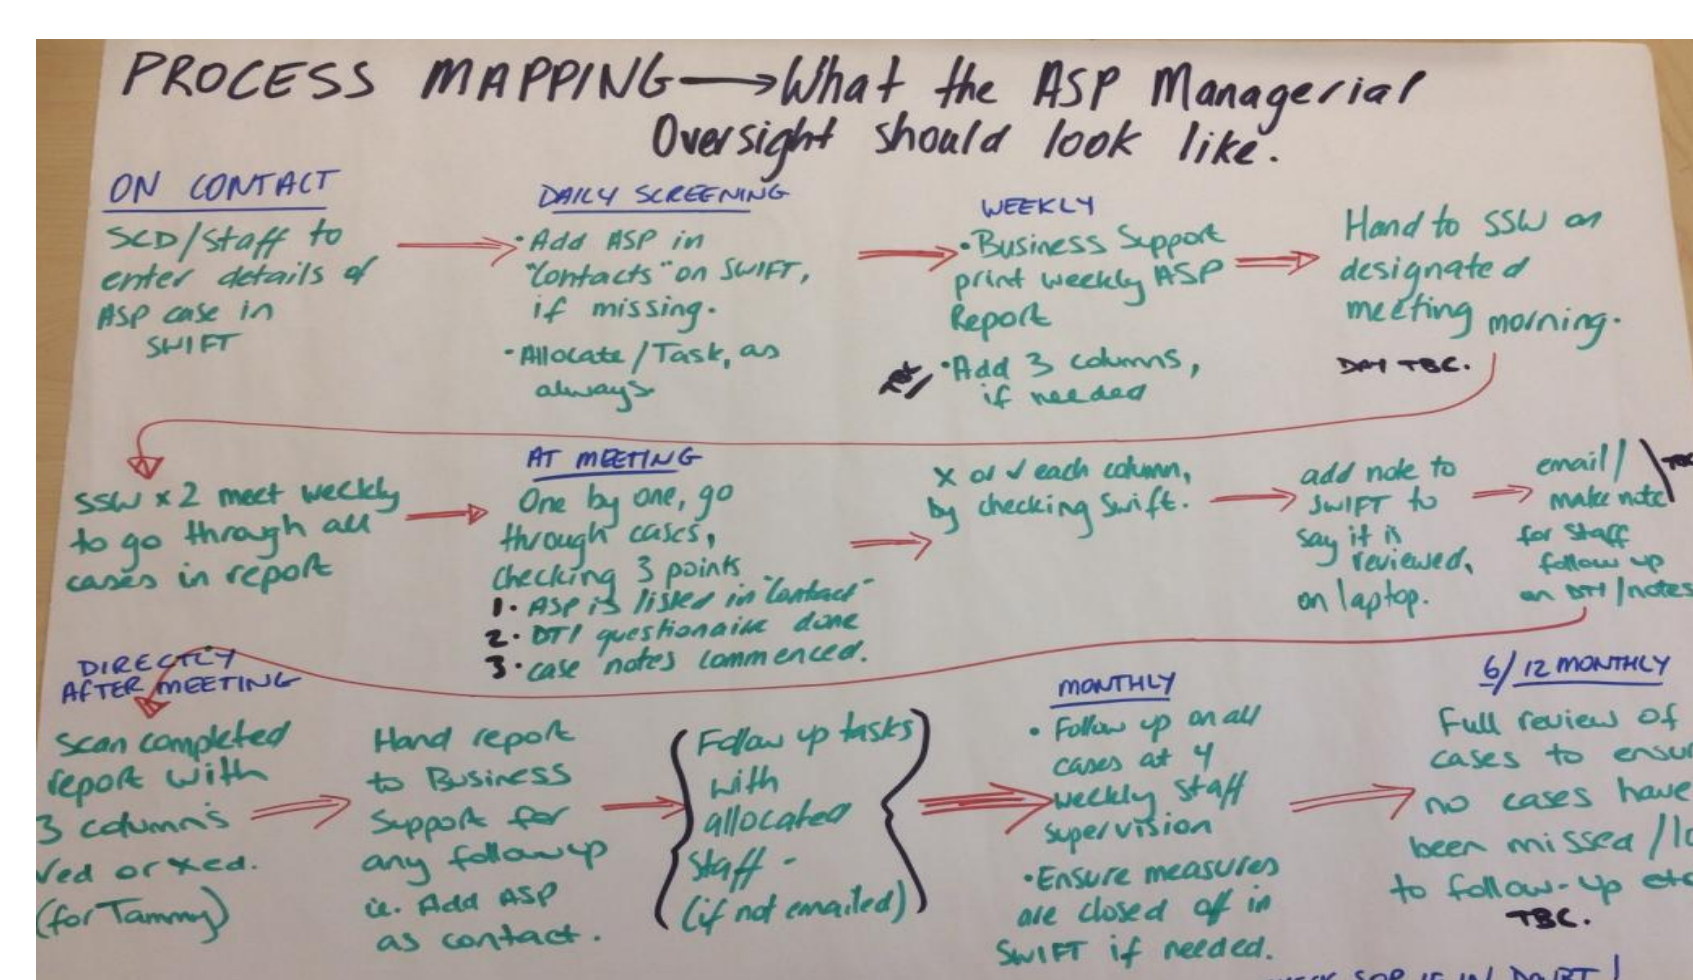 PROCESS MAPPING → What the ASP Managerial
Oversight should look like.
ON CONTACT
SCD/Staff to
enter details of
ASP case in
SWIFT
DAILY SCREENING
• Add ASP in
"Contacts" on SWIFT,
if missing.
• Allocate/Task, as
always.
WEEKLY
• Business Support
print weekly ASP
Report
• Add 3 columns,
if needed
Hand to SSW on
designated
meeting morning.
DAY TBC.
SSW x 2 meet weekly
to go through all
cases in report
AT MEETING
One by one, go
through cases,
checking 3 points
1. ASP is listed in "Contact"
2. DTI questionaire done
3. case notes commenced.
X or ✓ each column,
by checking Swift.
add note to
SWIFT to
say it is
reviewed,
on laptop.
email/
make note
for staff
follow up
on DTI/notes
DIRECTLY
AFTER MEETING
Scan completed
report with
3 columns
✓ed or xed.
(for Tammy)
Hand report
to Business
Support for
any followup
ie. Add ASP
as contact.
Follow up tasks
with
allocated
staff -
(if not emailed)
MONTHLY
• Follow up on all
cases at 4
weekly staff
supervision
• Ensure measures
are closed off in
SWIFT if needed.
6/12 MONTHLY
Full review of
cases to
no cases have
been missed/
to follow-up
TBC.
SOP IF IN DOUBT!